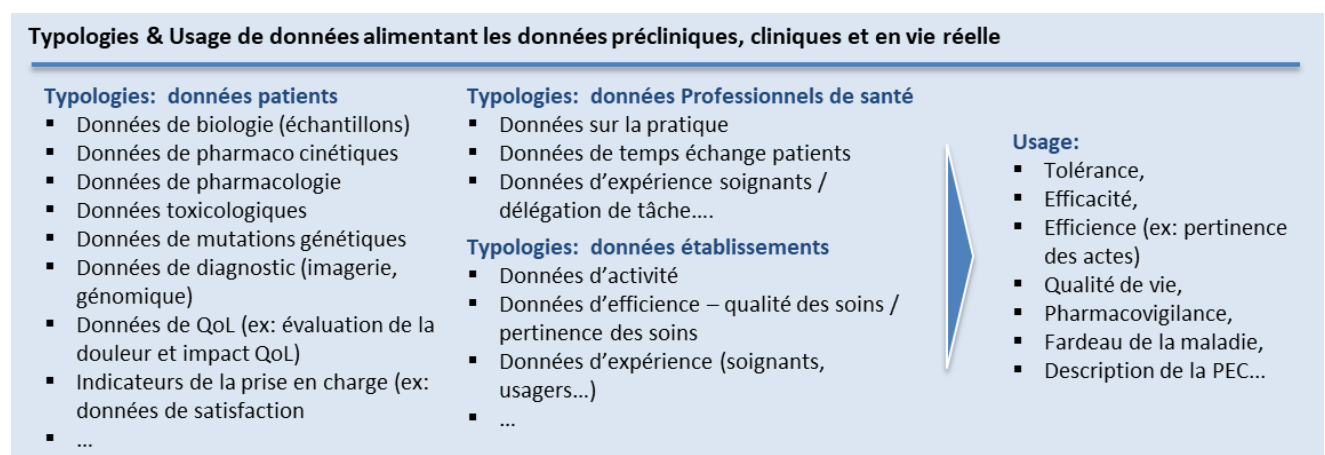 Typologies & Usage de données alimentant les données précliniques, cliniques et en vie réelle
Typologies: données patients
▪ Données de biologie (échantillons)
▪ Données de pharmaco cinétiques
▪ Données de pharmacologie
▪ Données toxicologiques
▪ Données de mutations génétiques
▪ Données de diagnostic (imagerie,
génomique)
▪ Données de QoL (ex: évaluation de la
douleur et impact QoL)
▪ Indicateurs de la prise en charge (ex:
données de satisfaction
▪ ...
Typologies: données Professionnels de santé
▪ Données sur la pratique
▪ Données de temps échange patients
▪ Données d'expérience soignants /
délégation de tâche....
Typologies: données établissements
▪ Données d'activité
▪ Données d'efficience – qualité des soins /
pertinence des soins
▪ Données d'expérience (soignants,
usagers...)
▪ ...
Usage:
▪ Tolérance,
▪ Efficacité,
▪ Efficience (ex: pertinence
des actes)
▪ Qualité de vie,
▪ Pharmacovigilance,
▪ Fardeau de la maladie,
▪ Description de la PEC...